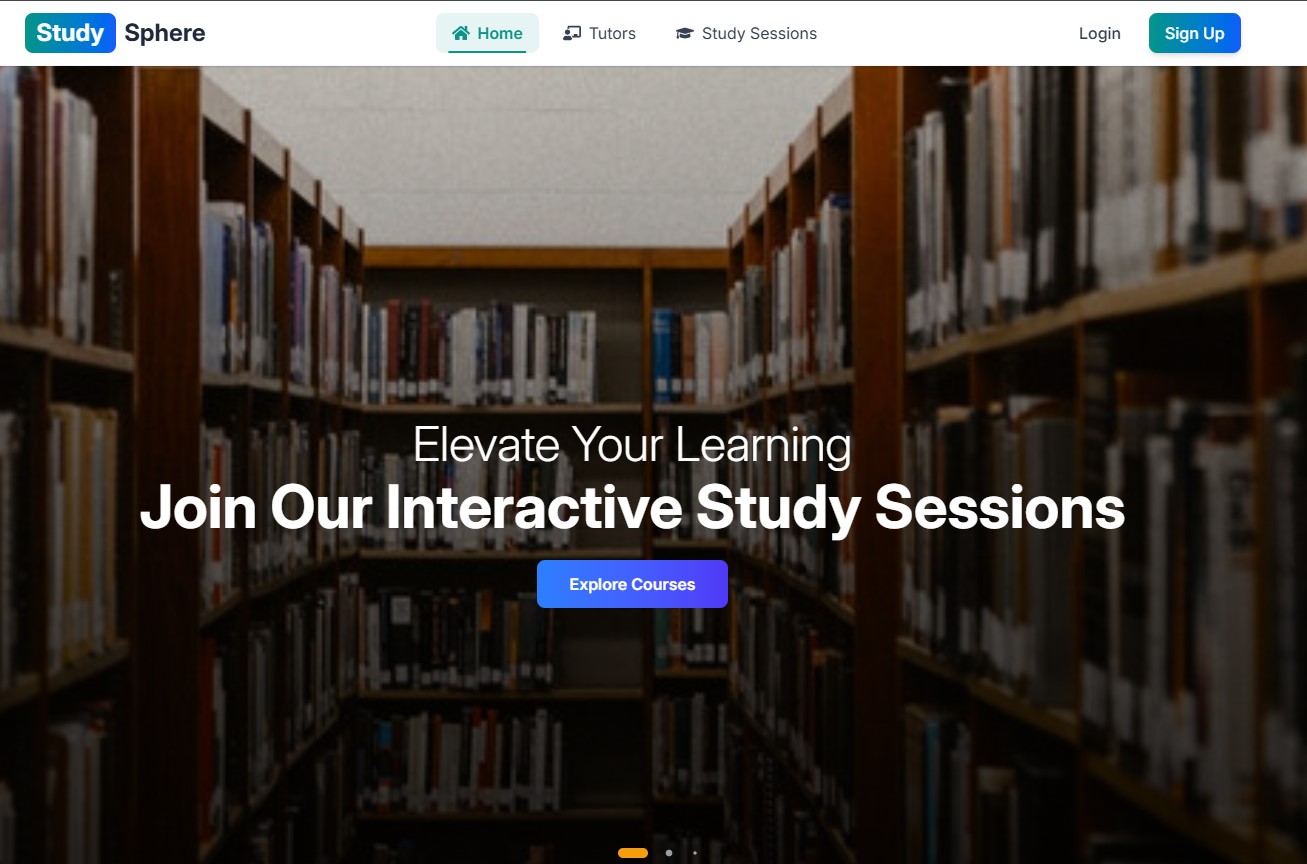 Study Sphere
Home
Tutors
Study Sessions
Login
Sign Up
Elevate Your Learning
Join Our Interactive Study Sessions
Explore Courses